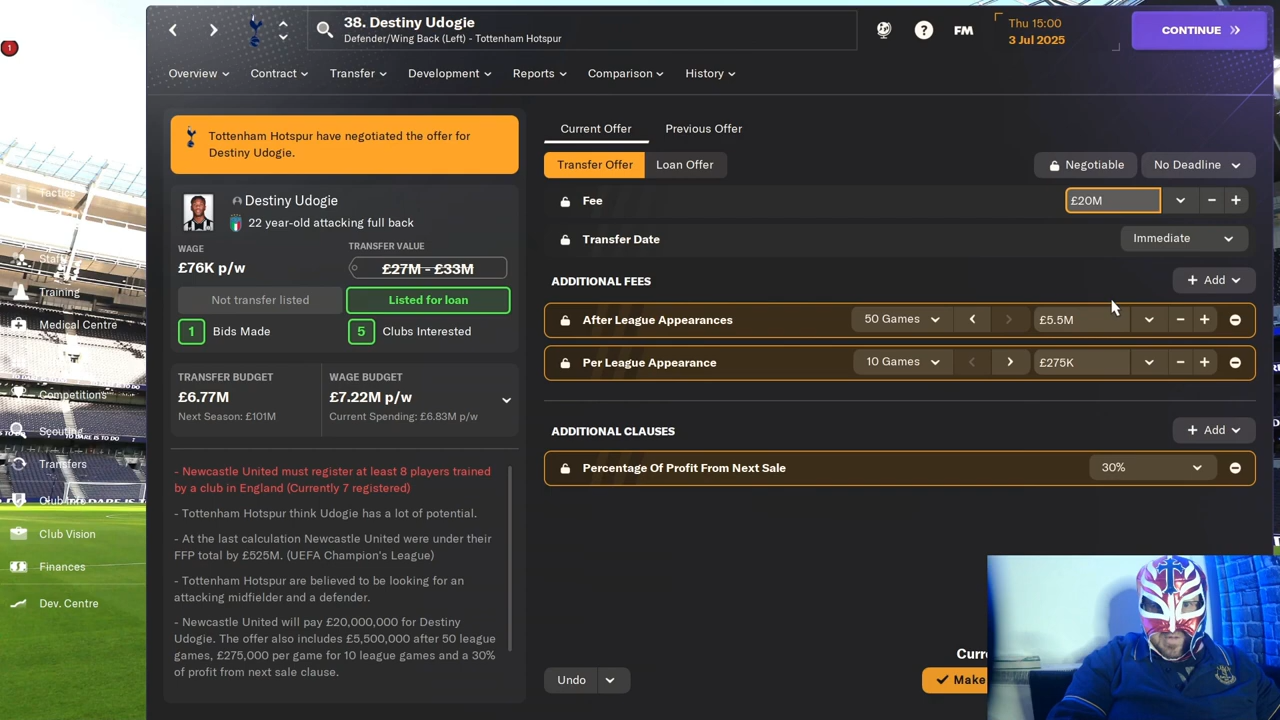 38. Destiny Udogie
Defender/Wing Back (Left) - Tottenham Hotspur
FM
Thu 15:00
3 Jul 2025
CONTINUE
1
Overview
Contract
Transfer
Development
Reports
Comparison
History
Tactics
Staff
Training
Medical Centre
Competitions
Scouting
Transfers
Club Info
Club Vision
Finances
Dev. Centre
TO DARE IS TO DO
Tottenham Hotspur have negotiated the offer for
Destiny Udogie.
Destiny Udogie
22 year-old attacking full back
WAGE
£76K p/w
TRANSFER VALUE
£27M - £33M
Not transfer listed
Listed for loan
1 Bids Made
5 Clubs Interested
TRANSFER BUDGET
£6.77M
Next Season: £101M
WAGE BUDGET
£7.22M p/w
Current Spending: £6.83M p/w
- Newcastle United must register at least 8 players trained
by a club in England (Currently 7 registered)
- Tottenham Hotspur think Udogie has a lot of potential.
- At the last calculation Newcastle United were under their
FFP total by £525M. (UEFA Champion's League)
- Tottenham Hotspur are believed to be looking for an
attacking midfielder and a defender.
- Newcastle United will pay £20,000,000 for Destiny
Udogie. The offer also includes £5,500,000 after 50 league
games, £275,000 per game for 10 league games and a 30%
of profit from next sale clause.
Current Offer
Previous Offer
Transfer Offer
Loan Offer
Negotiable
No Deadline
Fee
£20M
Transfer Date
Immediate
ADDITIONAL FEES
+ Add
After League Appearances
50 Games
£5.5M
Per League Appearance
10 Games
£275K
ADDITIONAL CLAUSES
+ Add
Percentage Of Profit From Next Sale
30%
Undo
Curr
Make